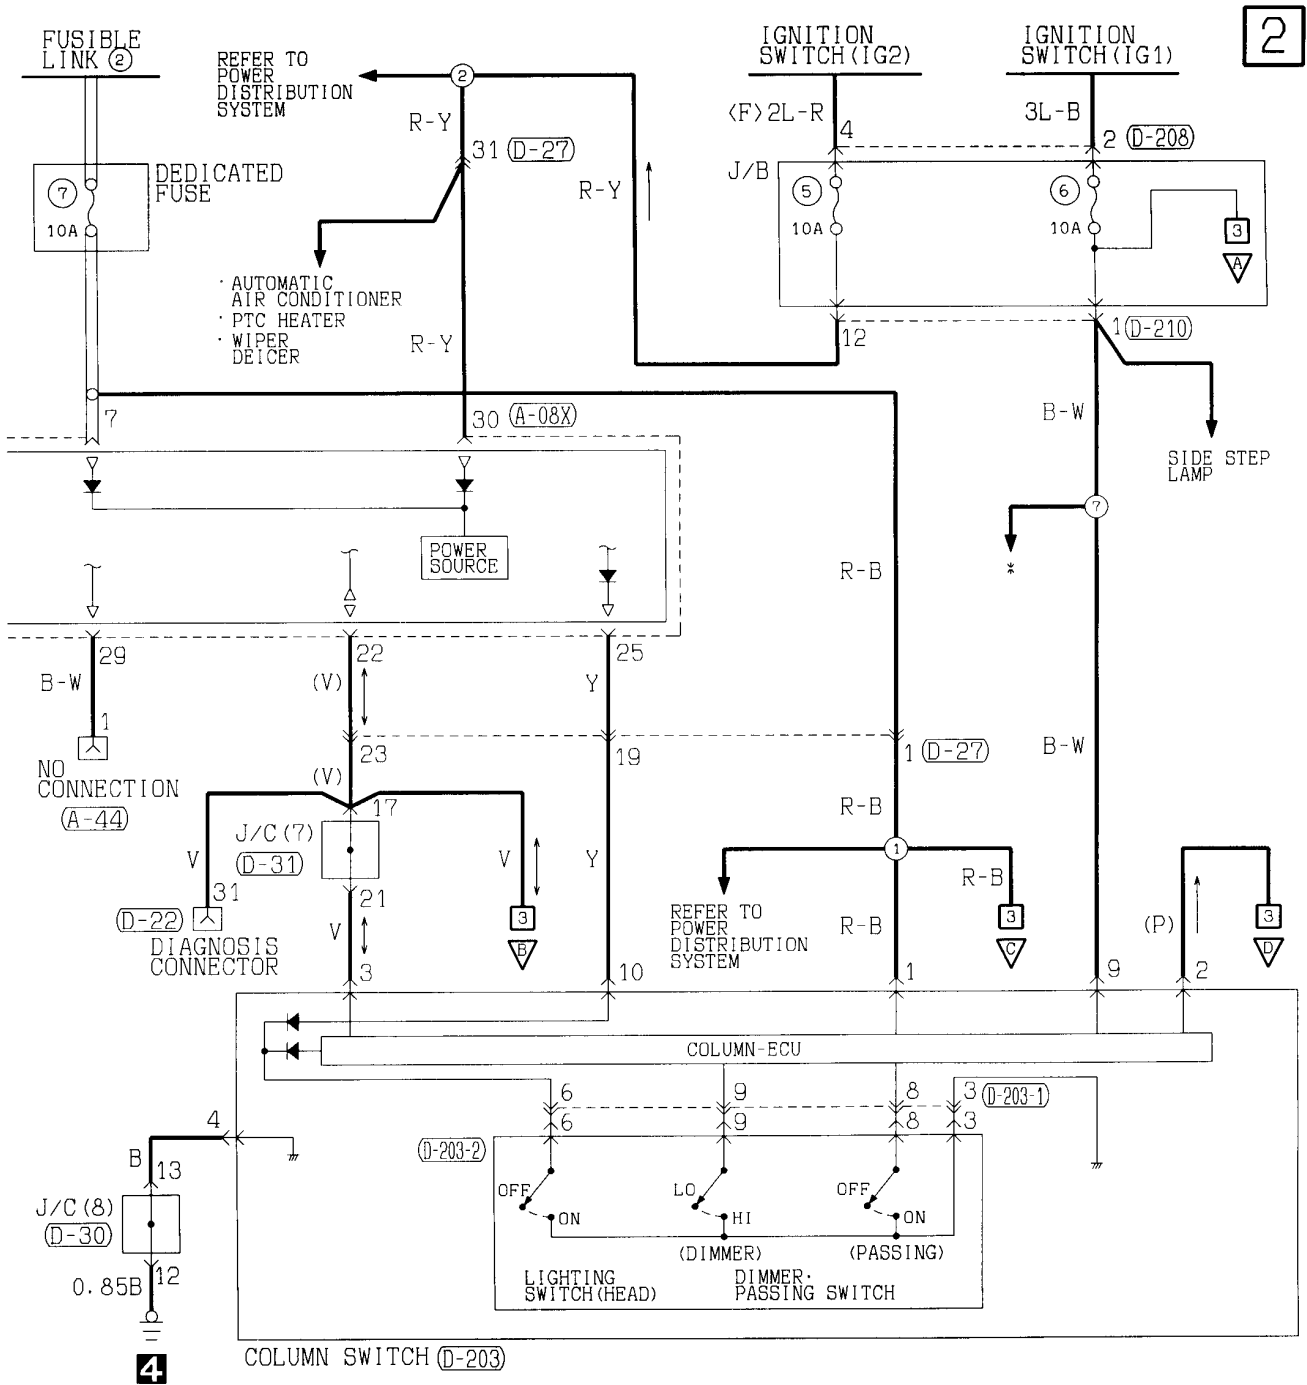 2
FUSIBLE
LINK ②
REFER TO
POWER
DISTRIBUTION
SYSTEM
2
IGNITION
SWITCH(IG2)
IGNITION
SWITCH(IG1)
R-Y
<F>2L-R
3L-B
31 (D-27)
4
2 (D-208)
J/B
DEDICATED
FUSE
7
10A
R-Y
5
10A
6
10A
3
A
· AUTOMATIC
AIR CONDITIONER
· PTC HEATER
· WIPER
DEICER
R-Y
12
1 (D-210)
7
30 (A-08X)
B-W
SIDE STEP
LAMP
7
*
POWER
SOURCE
R-B
29
22
25
B-W
(V)
Y
1
23
19
1 (D-27)
B-W
NO
CONNECTION
(A-44)
(V)
17
R-B
J/C(7)
(D-31)
V
V
Y
1
R-B
31
21
(D-22)
DIAGNOSIS
CONNECTOR
V
3
B
REFER TO
POWER
DISTRIBUTION
SYSTEM
R-B
3
C
(P)
3
D
3
10
1
9
2
COLUMN-ECU
6
9
8
3 (D-203-1)
6
9
8
3
4
(D-203-2)
B
13
OFF
ON
LO
HI
OFF
ON
J/C(8)
(D-30)
(DIMMER)
(PASSING)
12
0.85B
LIGHTING
SWITCH(HEAD)
DIMMER·
PASSING SWITCH
4
COLUMN SWITCH (D-203)